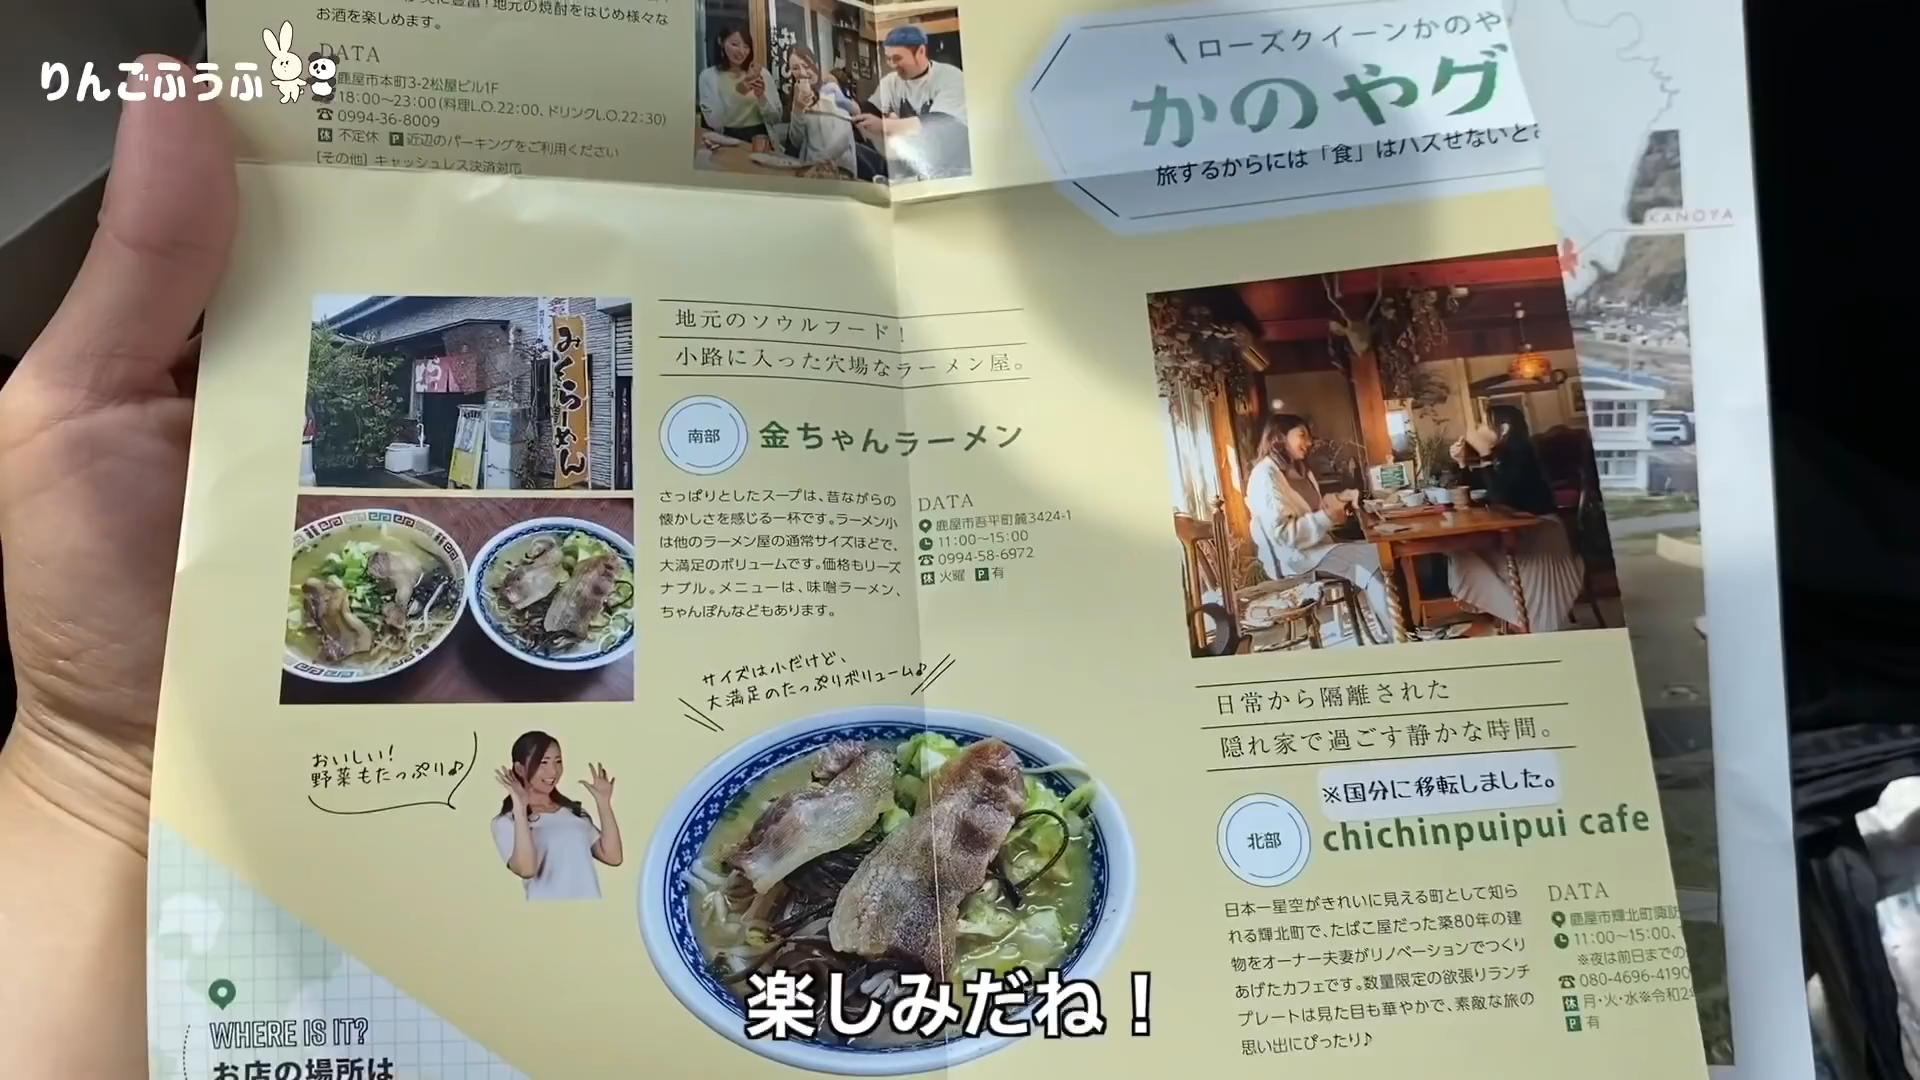 お酒を楽しめます。
DATA
鹿屋市本町3-2松屋ビル1F
18:00～23:00(料理L.O.22:00、ドリンクL.O.22:30)
0994-36-8009
休 不定休 P 近辺のパーキングをご利用ください
[その他] キャッシュレス決済対応
りんごふうふ
ローズクイーンかのや
かのやグ
旅するからには「食」はハズせないと
KANOYA
みくらーめん
地元のソウルフード！
小路に入った穴場なラーメン屋。
南部
金ちゃんラーメン
さっぱりとしたスープは、昔ながらの
懐かしさを感じる一杯です。ラーメン小
は他のラーメン屋の通常サイズほどで、
大満足のボリュームです。価格もリーズ
ナブル。メニューは、味噌ラーメン、
ちゃんぽんなどもあります。
DATA
鹿屋市吾平町麓3424-1
11:00～15:00
0994-58-6972
休 火曜 P 有
サイズは小だけど、
大満足のたっぷりボリューム♪
おいしい！
野菜もたっぷり♪
日常から隔離された
隠れ家で過ごす静かな時間。
※国分に移転しました。
北部
chichinpuipui cafe
日本一星空がきれいに見える町として知ら
れる輝北町で、たばこ屋だった築80年の建
物をオーナー夫妻がリノベーションでつくり
あげたカフェです。数量限定の欲張りランチ
プレートは見た目も華やかで、素敵な旅の
思い出にぴったり♪
DATA
鹿屋市輝北町諏訪
11:00～15:00、
※夜は前日までの
080-4696-4190
休 月・火・水※令和2
P 有
WHERE IS IT?
お店の場所は
楽しみだね！